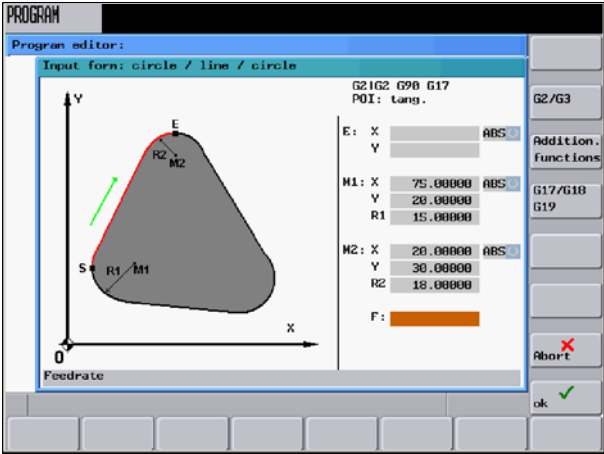 PROGRAM
Program editor:
Input form: circle / line / circle
G2|G2 G90 G17
POI: tang.
Y
E
R2
M2
S
R1
M1
X
0
E: X ABS
Y
M1: X 75.00000 ABS
Y 20.00000
R1 15.00000
M2: X 20.00000 ABS
Y 30.00000
R2 18.00000
F:
Feedrate
G2/G3
Addition.
functions
G17/G18
G19
Abort
ok